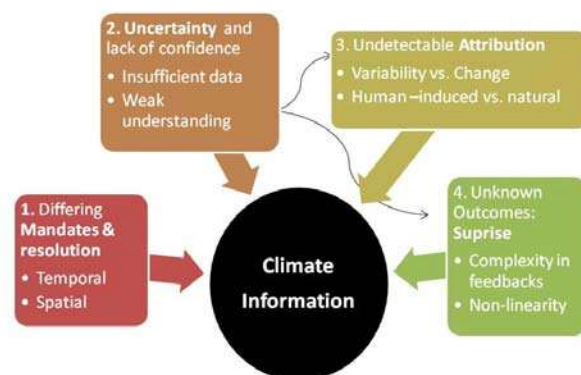 1. Differing
Mandates &
resolution
• Temporal
• Spatial
2. Uncertainty and
lack of confidence
• Insufficient data
• Weak
understanding
3. Undetectable Attribution
• Variability vs. Change
• Human –induced vs. natural
4. Unknown
Outcomes:
Suprise
• Complexity in
feedbacks
• Non-linearity
Climate
Information